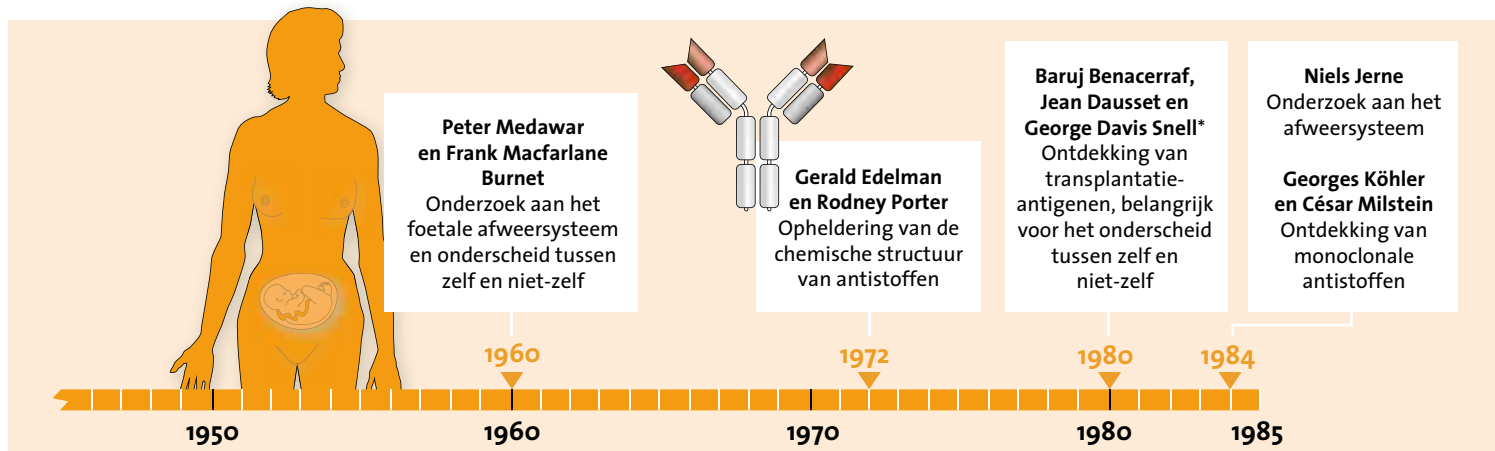 Peter Medawar
en Frank Macfarlane
Burnet
Onderzoek aan het
foetale afweersysteem
en onderscheid tussen
zelf en niet-zelf
Gerald Edelman
en Rodney Porter
Opheldering van de
chemische structuur
van antistoffen
Baruj Benacerraf,
Jean Dausset en
George Davis Snell*
Ontdekking van
transplantatie-
antigenen, belangrijk
voor het onderscheid
tussen zelf en
niet-zelf
Niels Jerne
Onderzoek aan het
afweersysteem
Georges Köhler
en César Milstein
Ontdekking van
monoclonale
antistoffen
1960
1972
1980
1984
1950
1960
1970
1980
1985